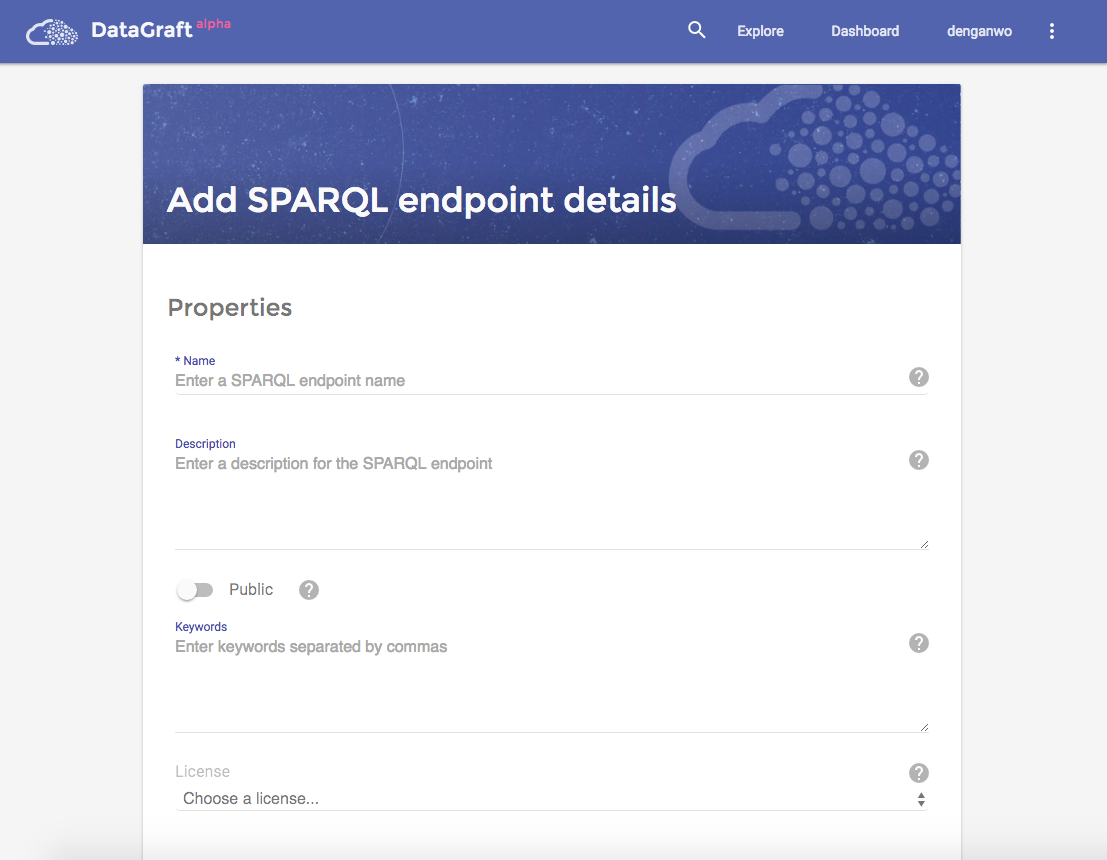 DataGraft alpha
Explore Dashboard denganwo
Add SPARQL endpoint details
Properties
* Name
Enter a SPARQL endpoint name
?
Description
Enter a description for the SPARQL endpoint
?
Public ?
Keywords
Enter keywords separated by commas
?
License
?
Choose a license...